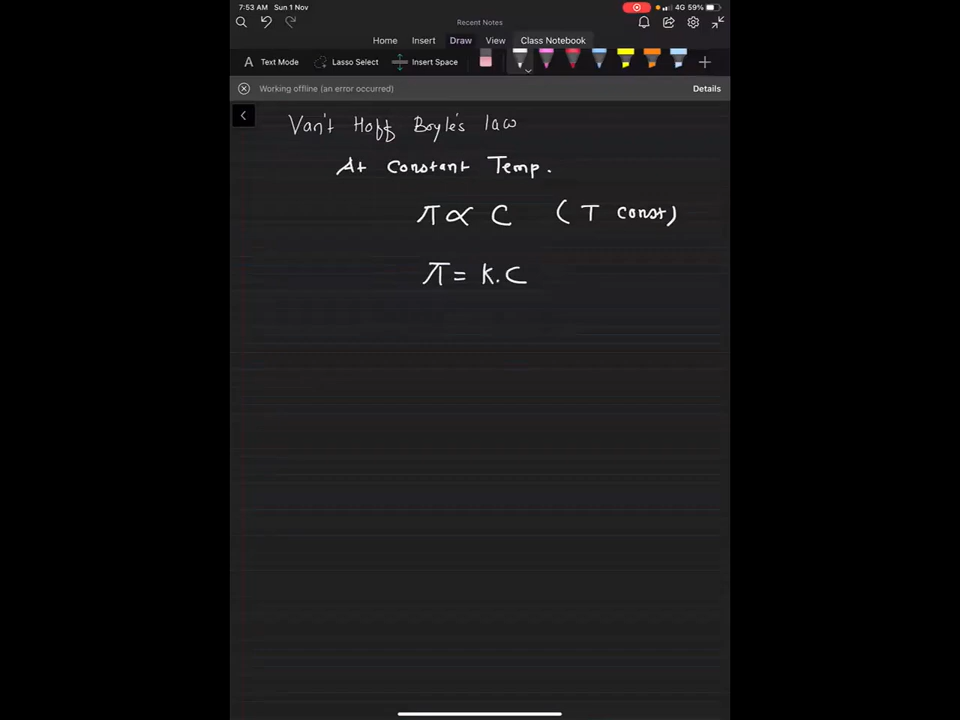 7:53 AM Sun 1 Nov 4G 59%
Recent Notes
Home Insert Draw View Class Notebook
A Text Mode Lasso Select Insert Space
Working offline (an error occurred) Details
Van't Hoff Boyle's law
At Constant Temp.
π ∝ C (T const)
π = K.C